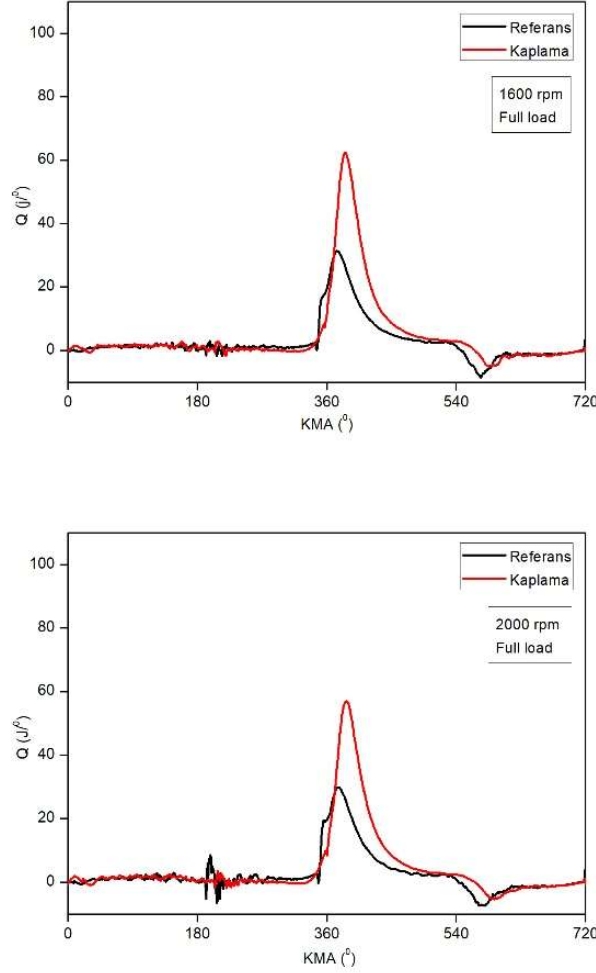 Referans
Kaplama
1600 rpm
Full load
100
80
60
40
20
0
Q (j/⁰)
0 180 360 540 720
KMA (⁰)
Referans
Kaplama
2000 rpm
Full load
100
80
60
40
20
0
Q (J/⁰)
0 180 360 540 720
KMA (⁰)